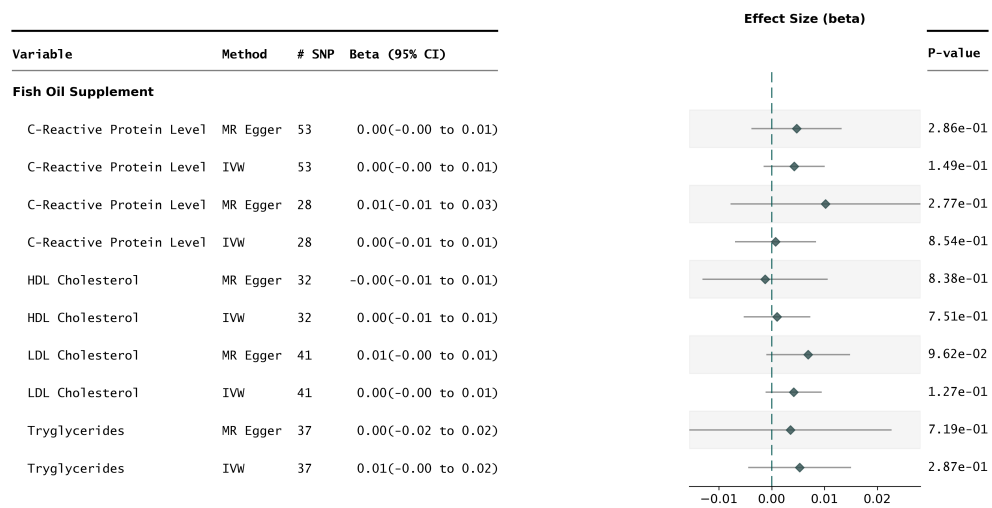 Effect Size (beta)
Variable Method # SNP Beta (95% CI) P-value
Fish Oil Supplement
C-Reactive Protein Level MR Egger 53 0.00(-0.00 to 0.01) 2.86e-01
C-Reactive Protein Level IVW 53 0.00(-0.00 to 0.01) 1.49e-01
C-Reactive Protein Level MR Egger 28 0.01(-0.01 to 0.03) 2.77e-01
C-Reactive Protein Level IVW 28 0.00(-0.01 to 0.01) 8.54e-01
HDL Cholesterol MR Egger 32 -0.00(-0.01 to 0.01) 8.38e-01
HDL Cholesterol IVW 32 0.00(-0.01 to 0.01) 7.51e-01
LDL Cholesterol MR Egger 41 0.01(-0.00 to 0.01) 9.62e-02
LDL Cholesterol IVW 41 0.00(-0.00 to 0.01) 1.27e-01
Tryglycerides MR Egger 37 0.00(-0.02 to 0.02) 7.19e-01
Tryglycerides IVW 37 0.01(-0.00 to 0.02) 2.87e-01
−0.01 0.00 0.01 0.02